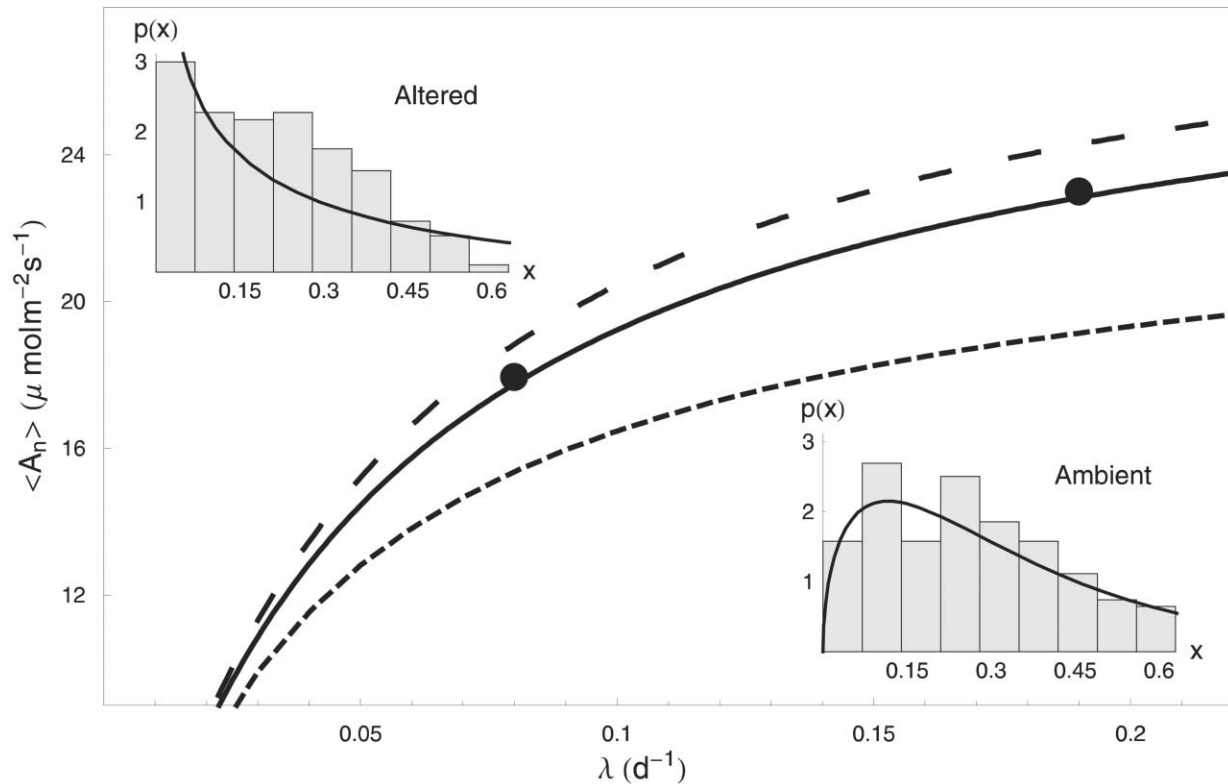 p(x)
3
2
1
Altered
0.15 0.3 0.45 0.6 x
24
20
16
12
<Aₙ> (μ molm⁻²s⁻¹)
p(x)
3
2
1
Ambient
0.15 0.3 0.45 0.6 x
0.05 0.1 0.15 0.2
λ (d⁻¹)